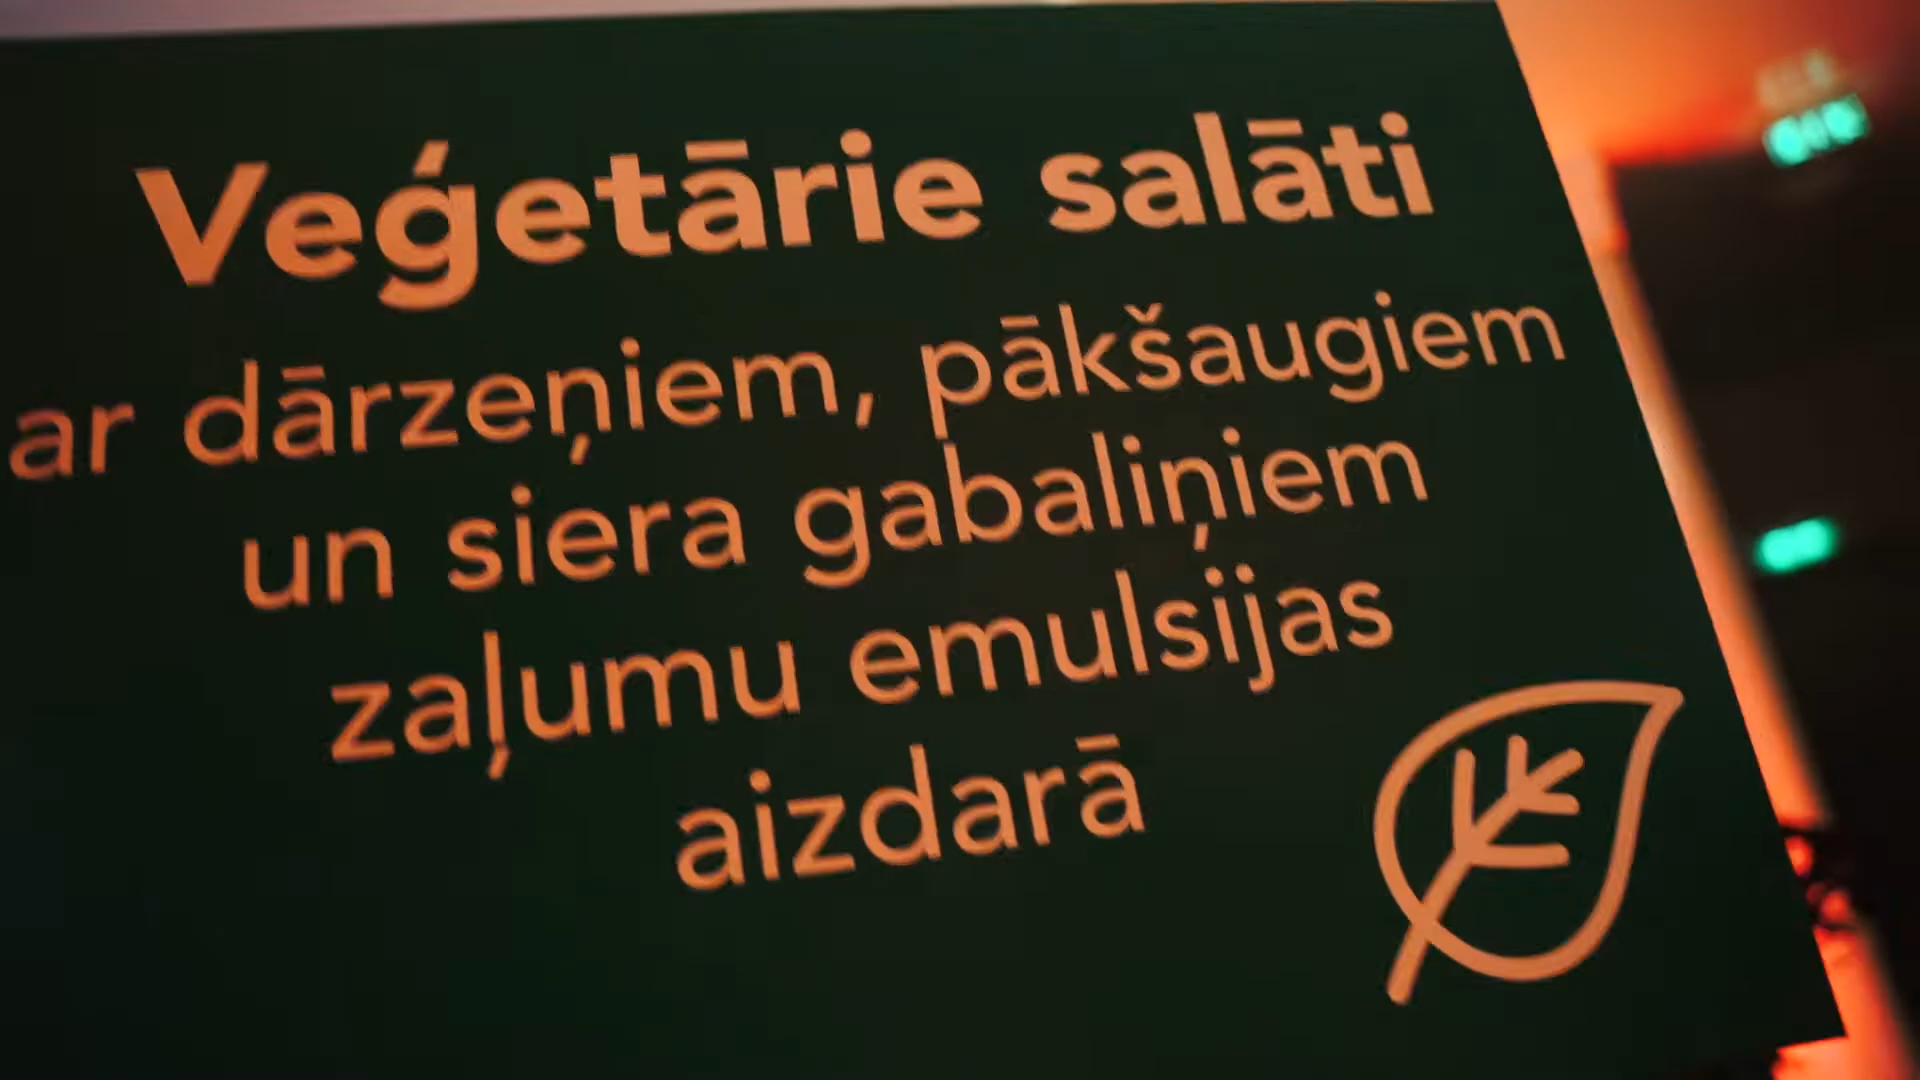 Veģetārie salāti
ar dārzeņiem, pākšaugiem
un siera gabaliņiem
zaļumu emulsijas
aizdarā